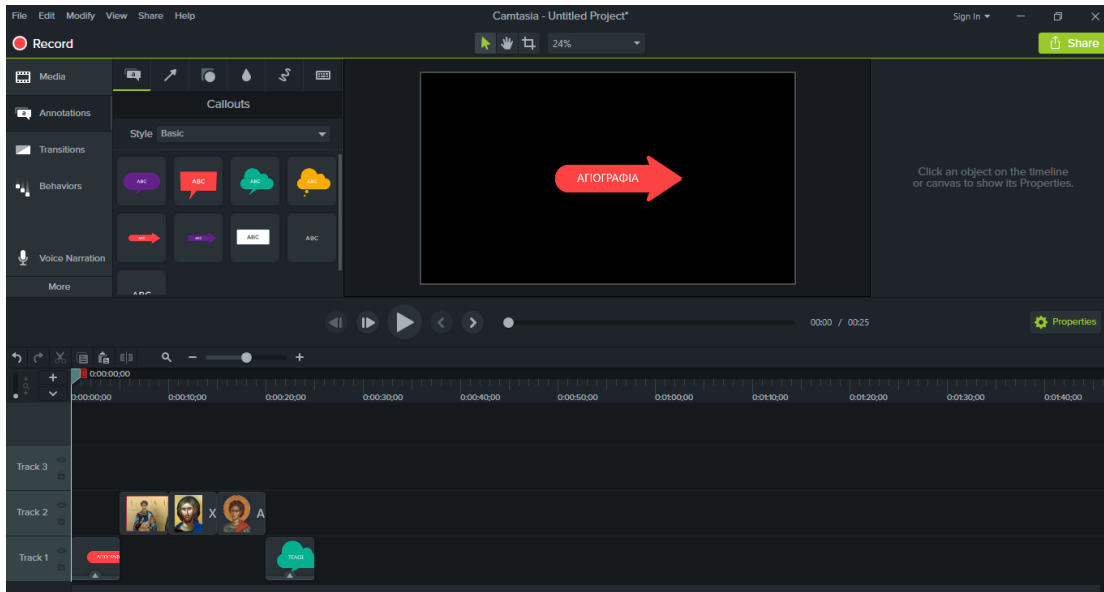 File Edit Modify View Share Help
Camtasia - Untitled Project*
Sign In
Record
24%
Share
Media
Annotations
Transitions
Behaviors
Voice Narration
More
Callouts
Style Basic
ABC ABC ABC ABC
ABC ABC
ABC
ΑΓΙΟΓΡΑΦΙΑ
Click an object on the timeline
or canvas to show its Properties.
00:00 / 00:25
Properties
0:00:00;00
0:00:00;00 0:00:10;00 0:00:20;00 0:00:30;00 0:00:40;00 0:00:50;00 0:01:00;00 0:01:10;00 0:01:20;00 0:01:30;00 0:01:40;00
Track 3
Track 2
X
A
Track 1
ΤΕΛΟΣ